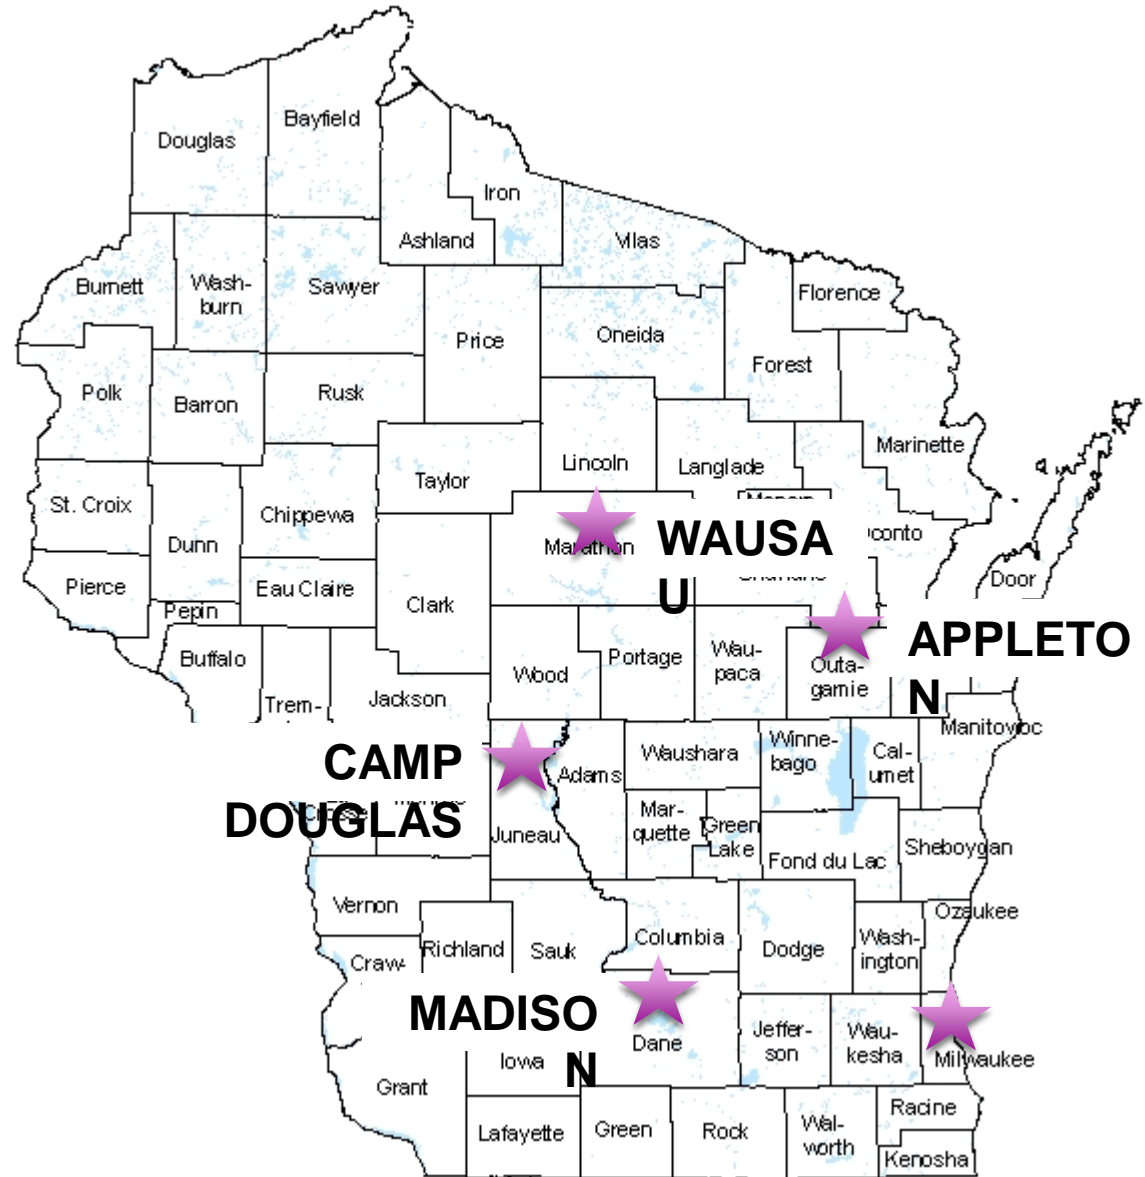 Bayfield
Douglas
Iron
Ashland
Vilas
Burnett
Wash-
burn
Sawyer
Florence
Price
Oneida
Forest
Polk
Barron
Rusk
Marinette
Lincoln
Langlade
Taylor
St. Croix
Chippewa
Dunn
Marathon
WAUSA
U
conto
Door
Pierce
Eau Claire
Clark
Pepin
Buffalo
Wood
Portage
Wau-
paca
Outa-
gamie
APPLETO
N
Trem-
Jackson
Manitowoc
CAMP
DOUGLAS
Adams
Waushara
Winne-
bago
Cal-
umet
Juneau
Mar-
quette
Green
Lake
Fond du Lac
Sheboygan
Vernon
Ozaukee
Richland
Sauk
Columbia
Dodge
Wash-
ington
Craw-
MADISO
N
Dane
Jeffer-
son
Wau-
kesha
Milwaukee
Iowa
Grant
Lafayette
Green
Rock
Wal-
worth
Racine
Kenosha